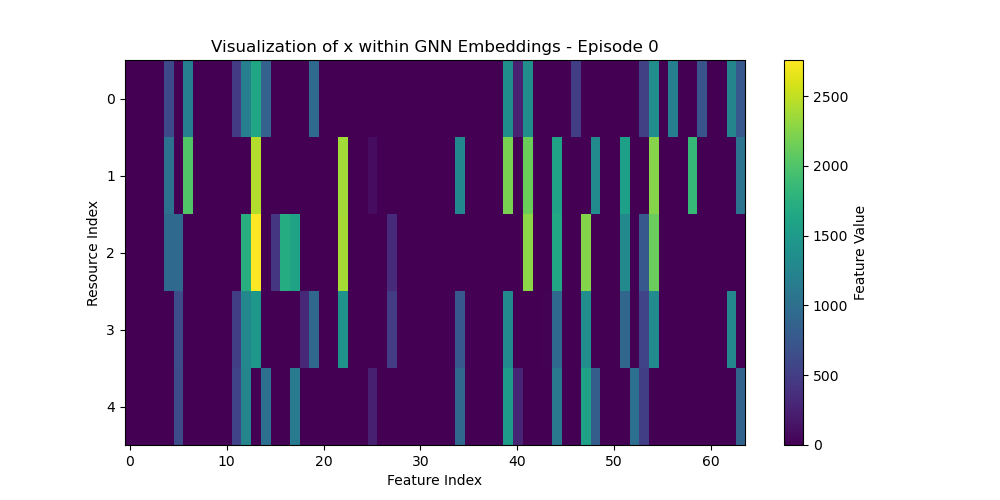 Visualization of x within GNN Embeddings - Episode 0
Resource Index
0
1
2
3
4
0 10 20 30 40 50 60
Feature Index
2500
2000
1500
1000
500
0
Feature Value